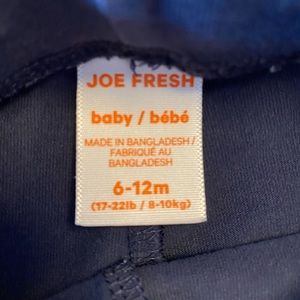 JOE FRESH
baby / bébé
MADE IN BANGLADESH /
FABRIQUÉ AU
BANGLADESH
6-12m
(17-22lb / 8-10kg)